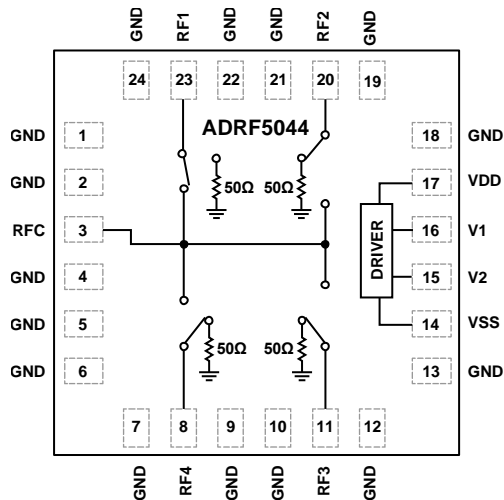 GND RF1 GND GND RF2 GND
24 23 22 21 20 19
ADRF5044
GND 1
18 GND
50Ω 50Ω
GND 2
17 VDD
RFC 3
16 V1
DRIVER
GND 4
15 V2
GND 5
14 VSS
50Ω 50Ω
GND 6
13 GND
7 8 9 10 11 12
GND RF4 GND GND RF3 GND